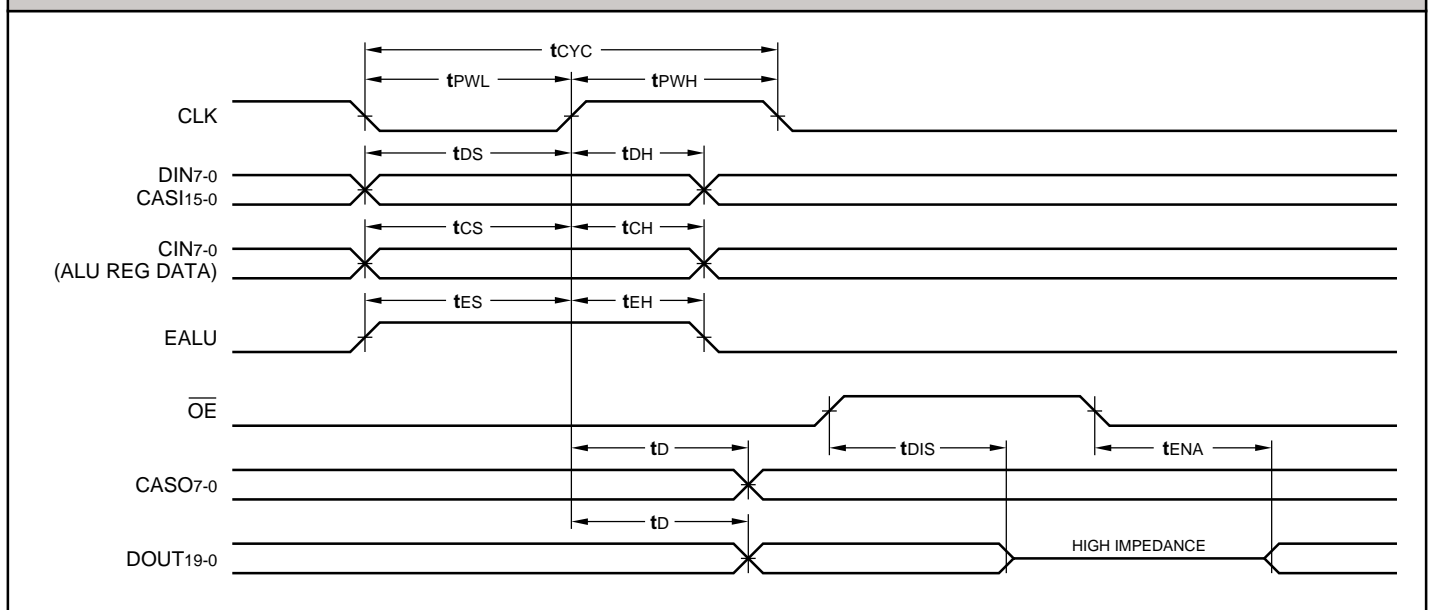 tCYC
tPWL tPWH
CLK
tDS tDH
DIN7-0
CASI15-0
tCS tCH
CIN7-0
(ALU REG DATA)
tES tEH
EALU
OE
tD tDIS tENA
CASO7-0
tD
HIGH IMPEDANCE
DOUT19-0